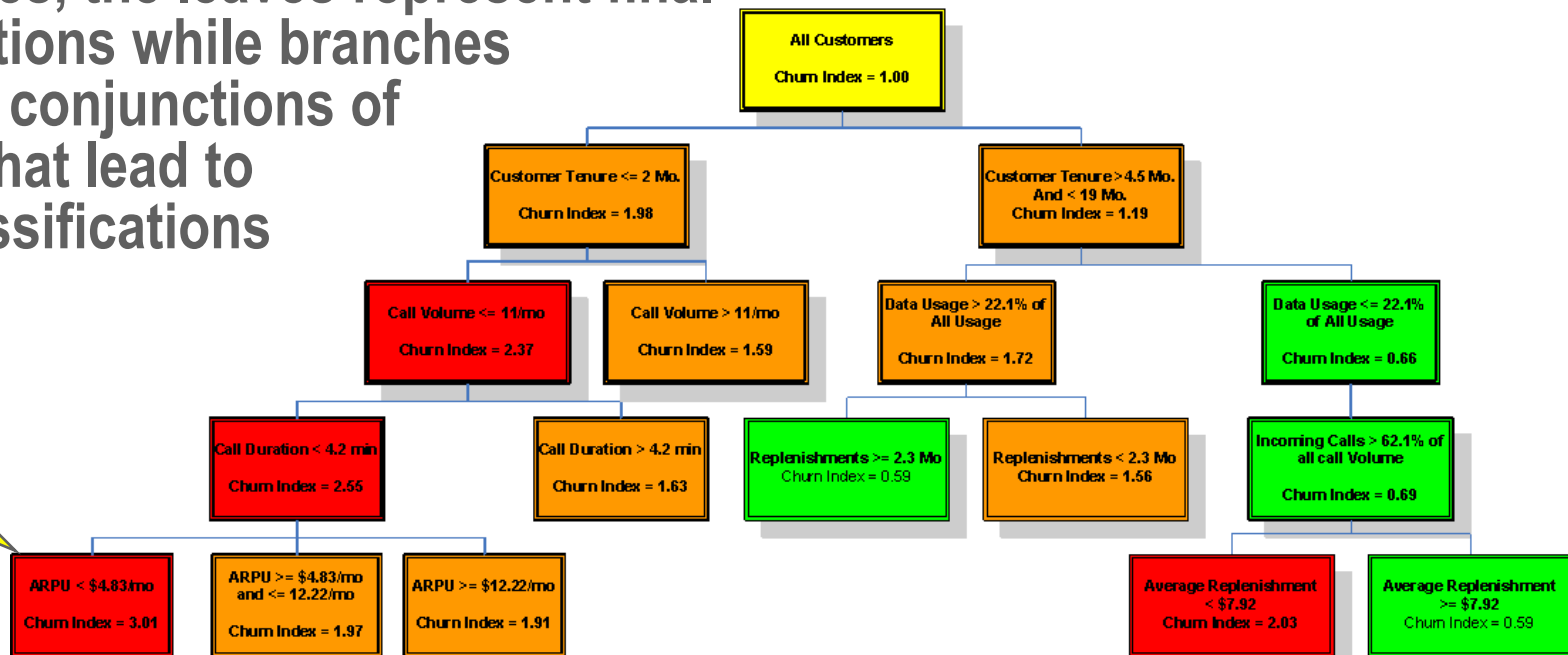 the leaves represent final
tions while branches
conjunctions of
hat lead to
ssifications
All Customers
Churn Index = 1.00
Customer Tenure <= 2 Mo.
Churn Index = 1.98
Customer Tenure > 4.5 Mo.
And < 19 Mo.
Churn Index = 1.19
Call Volume <= 11/mo
Churn Index = 2.37
Call Volume > 11/mo
Churn Index = 1.59
Data Usage > 22.1% of
All Usage
Churn Index = 1.72
Data Usage <= 22.1%
of All Usage
Churn Index = 0.66
Call Duration < 4.2 min
Churn Index = 2.55
Call Duration > 4.2 min
Churn Index = 1.63
Replenishments >= 2.3 Mo
Churn Index = 0.59
Replenishments < 2.3 Mo
Churn Index = 1.56
Incoming Calls > 62.1% of
all call Volume
Churn Index = 0.69
ARPU < $4.83/mo
Churn Index = 3.01
ARPU >= $4.83/mo
and <= 12.22/mo
Churn Index = 1.97
ARPU >= $12.22/mo
Churn Index = 1.91
Average Replenishment
< $7.92
Churn Index = 2.03
Average Replenishment
>= $7.92
Churn Index = 0.59